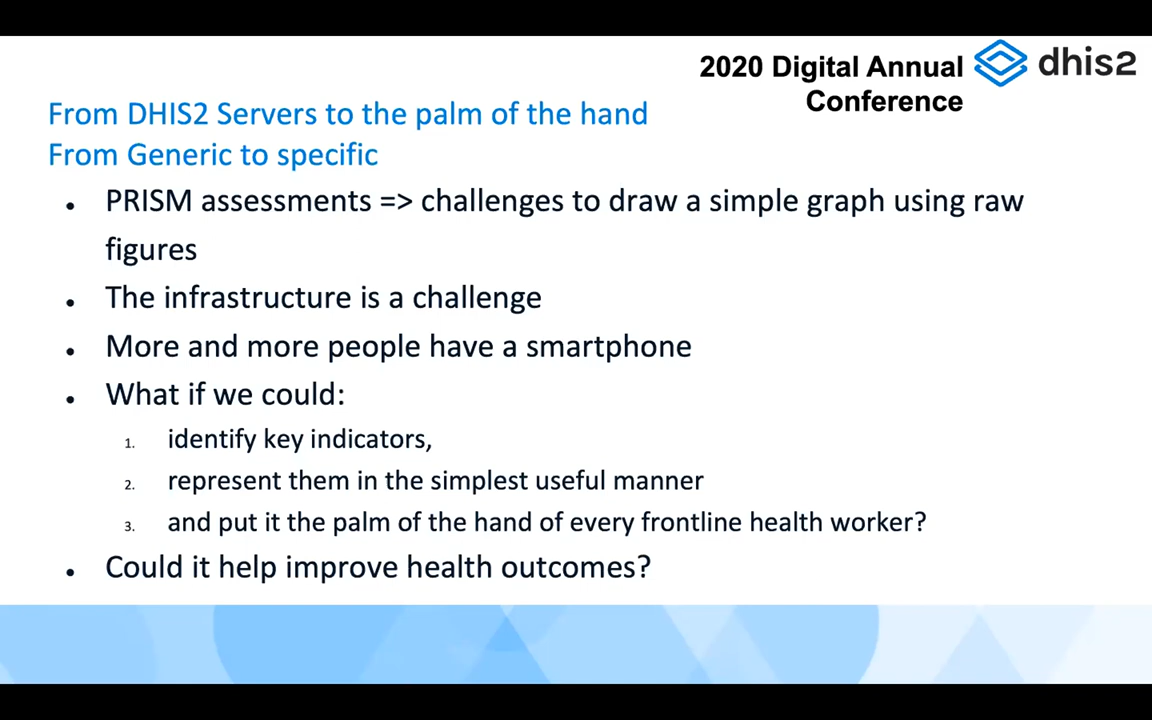 2020 Digital Annual
Conference
dhis2
From DHIS2 Servers to the palm of the hand
From Generic to specific
• PRISM assessments => challenges to draw a simple graph using raw
figures
• The infrastructure is a challenge
• More and more people have a smartphone
• What if we could:
1. identify key indicators,
2. represent them in the simplest useful manner
3. and put it the palm of the hand of every frontline health worker?
• Could it help improve health outcomes?